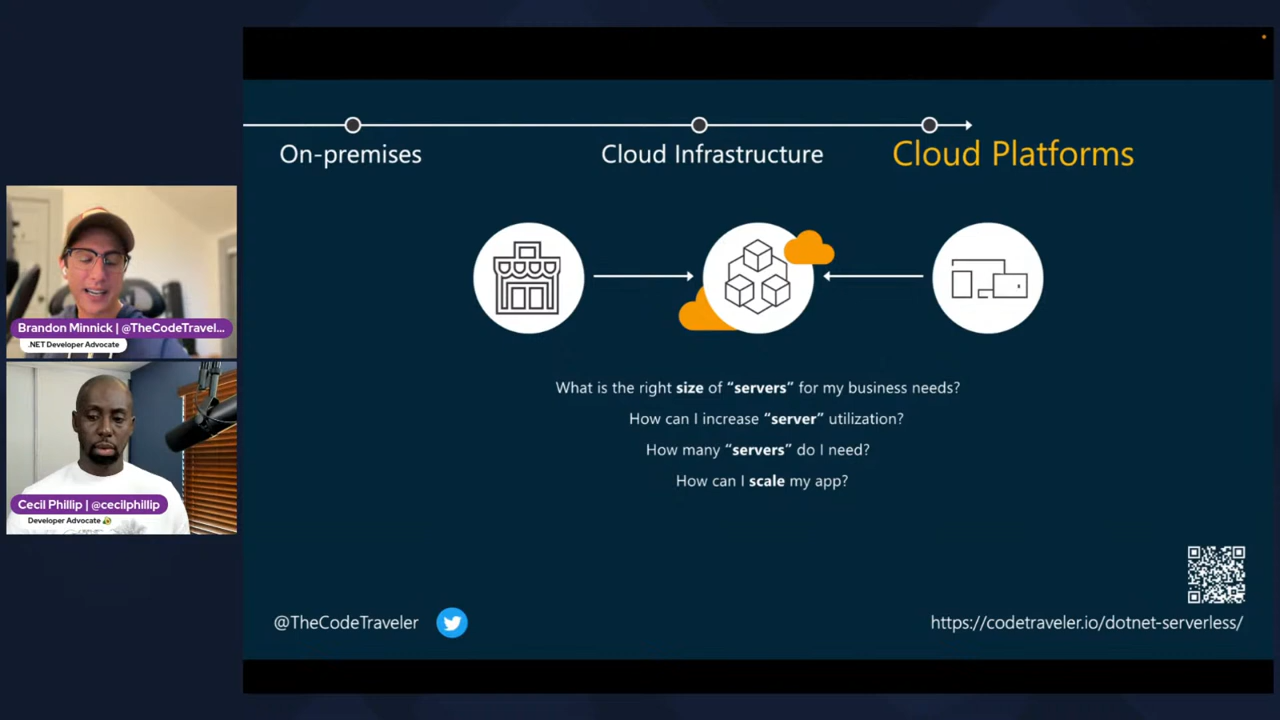 On-premises
Cloud Infrastructure
Cloud Platforms
Brandon Minnick | @TheCodeTravel...
.NET Developer Advocate
Cecil Phillip | @cecilphillip
Developer Advocate 🥑
What is the right size of “servers” for my business needs?
How can I increase “server” utilization?
How many “servers” do I need?
How can I scale my app?
@TheCodeTraveler
https://codetraveler.io/dotnet-serverless/